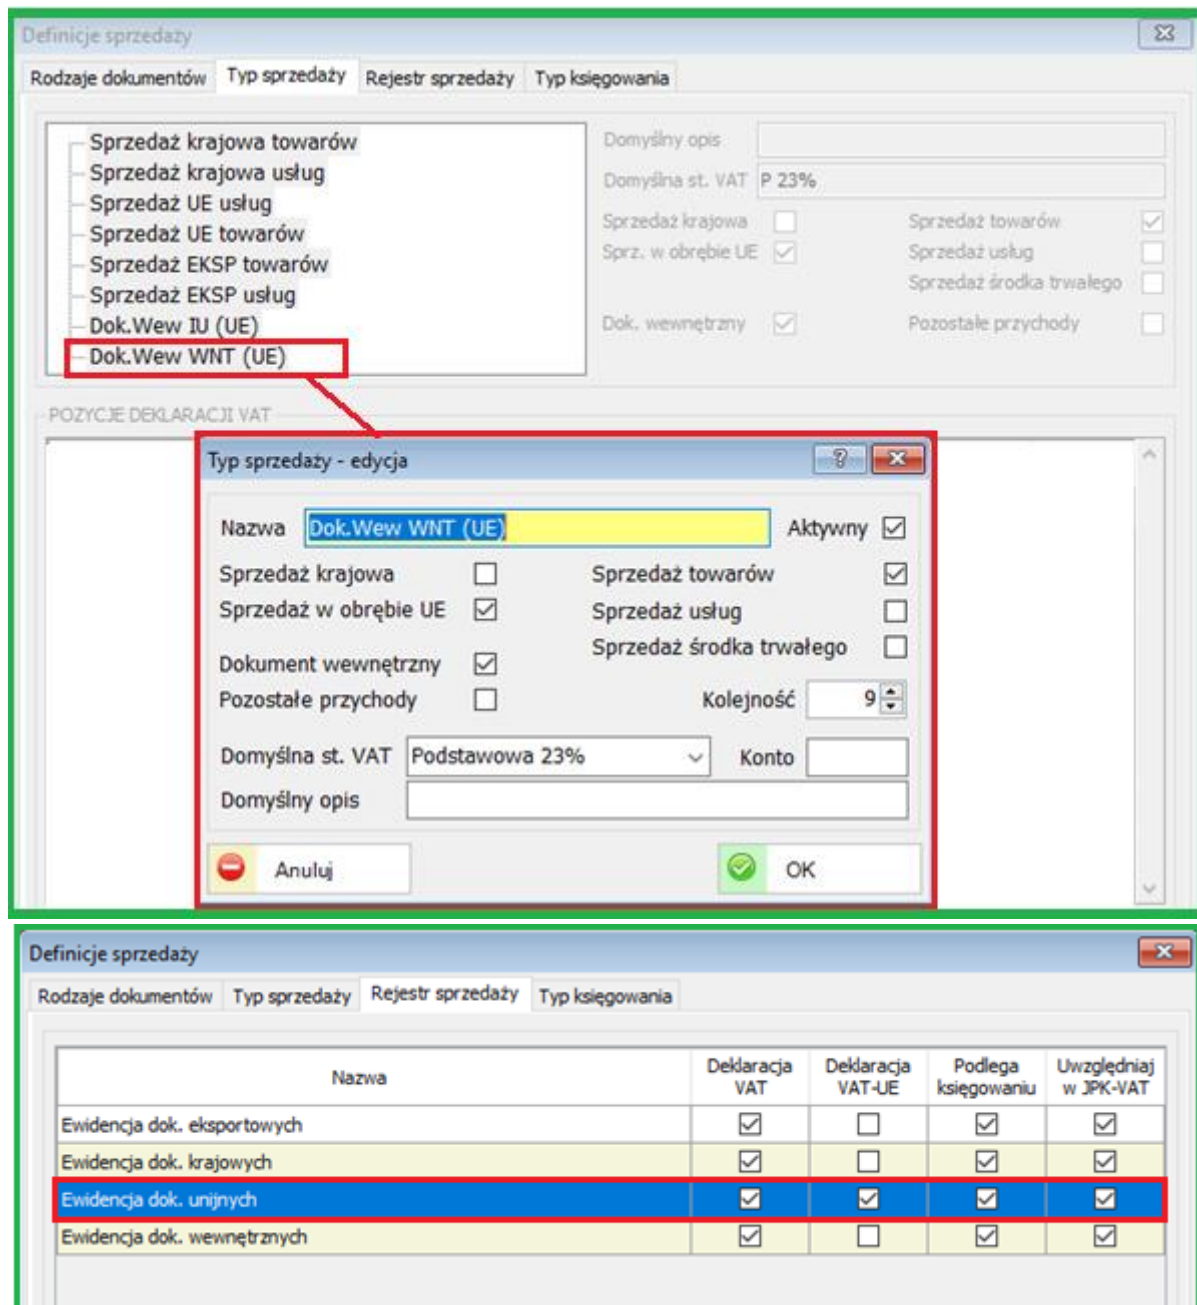 Definicje sprzedaży
Rodzaje dokumentów Typ sprzedaży Rejestr sprzedaży Typ księgowania
Sprzedaż krajowa towarów
Sprzedaż krajowa usług
Sprzedaż UE usług
Sprzedaż UE towarów
Sprzedaż EKSP towarów
Sprzedaż EKSP usług
Dok.Wew IU (UE)
Dok.Wew WNT (UE)
Domyślny opis
Domyślna st. VAT P 23%
Sprzedaż krajowa Sprzedaż towarów
Sprz. w obrębie UE Sprzedaż usług
Sprzedaż środka trwałego
Dok. wewnętrzny Pozostałe przychody
POZYCJE DEKLARACJI VAT
Typ sprzedaży - edycja
Nazwa Dok.Wew WNT (UE) Aktywny
Sprzedaż krajowa Sprzedaż towarów
Sprzedaż w obrębie UE Sprzedaż usług
Sprzedaż środka trwałego
Dokument wewnętrzny
Pozostałe przychody Kolejność 9
Domyślna st. VAT Podstawowa 23% Konto
Domyślny opis
Anuluj OK
Definicje sprzedaży
Rodzaje dokumentów Typ sprzedaży Rejestr sprzedaży Typ księgowania
Nazwa Deklaracja VAT Deklaracja VAT-UE Podlega księgowaniu Uwzględniaj w JPK-VAT
Ewidencja dok. eksportowych
Ewidencja dok. krajowych
Ewidencja dok. unijnych
Ewidencja dok. wewnętrznych